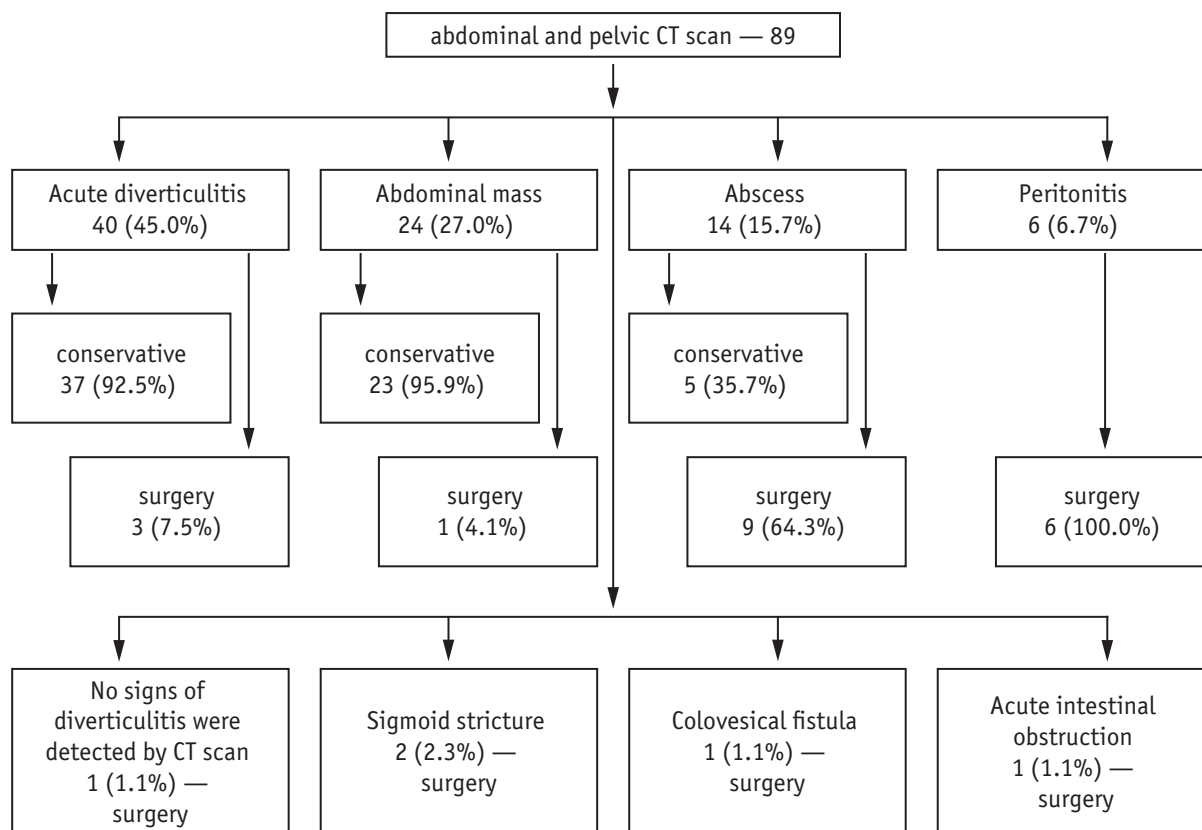 abdominal and pelvic CT scan — 89
Acute diverticulitis
40 (45.0%)
Abdominal mass
24 (27.0%)
Abscess
14 (15.7%)
Peritonitis
6 (6.7%)
conservative
37 (92.5%)
conservative
23 (95.9%)
conservative
5 (35.7%)
surgery
3 (7.5%)
surgery
1 (4.1%)
surgery
9 (64.3%)
surgery
6 (100.0%)
No signs of
diverticulitis were
detected by CT scan
1 (1.1%) —
surgery
Sigmoid stricture
2 (2.3%) —
surgery
Colovesical fistula
1 (1.1%) —
surgery
Acute intestinal
obstruction
1 (1.1%) —
surgery